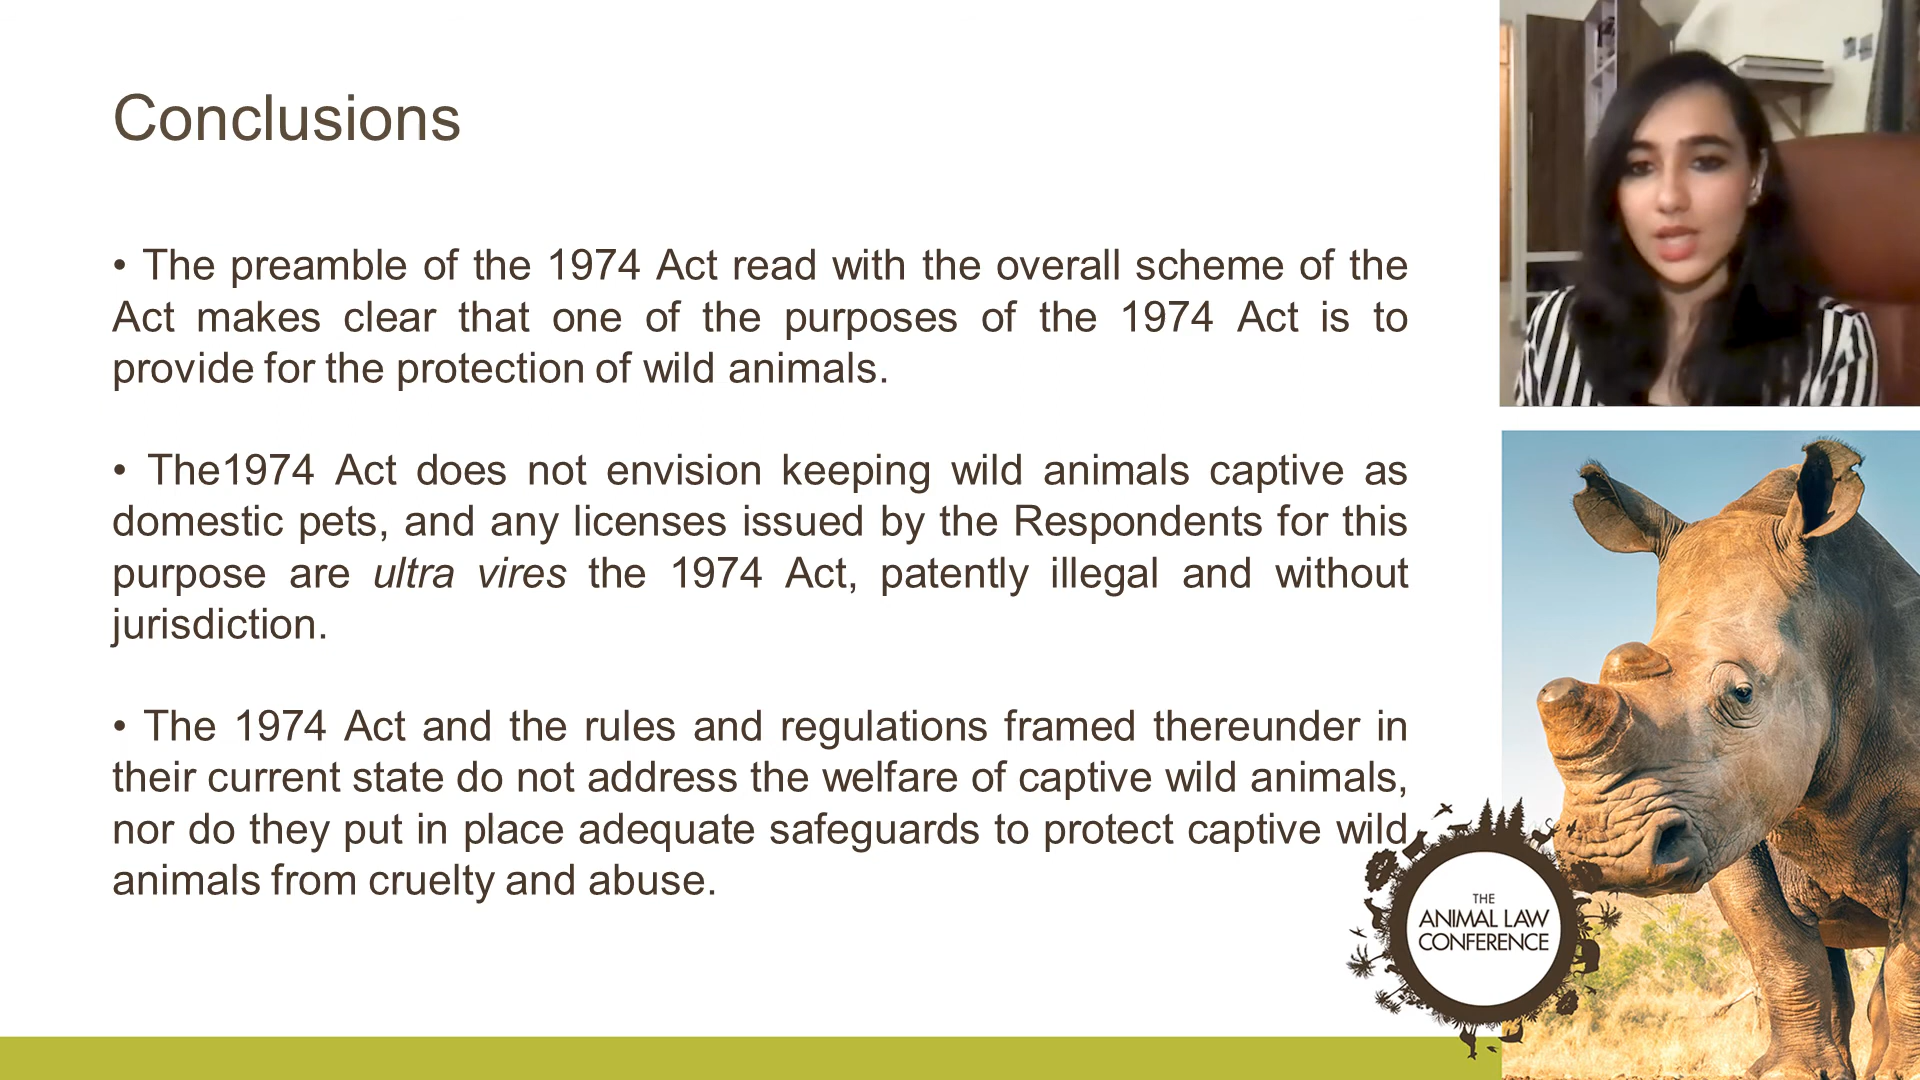 Conclusions
• The preamble of the 1974 Act read with the overall scheme of the
Act makes clear that one of the purposes of the 1974 Act is to
provide for the protection of wild animals.
• The1974 Act does not envision keeping wild animals captive as
domestic pets, and any licenses issued by the Respondents for this
purpose are ultra vires the 1974 Act, patently illegal and without
jurisdiction.
• The 1974 Act and the rules and regulations framed thereunder in
their current state do not address the welfare of captive wild animals,
nor do they put in place adequate safeguards to protect captive wild
animals from cruelty and abuse.
THE
ANIMAL LAW
CONFERENCE